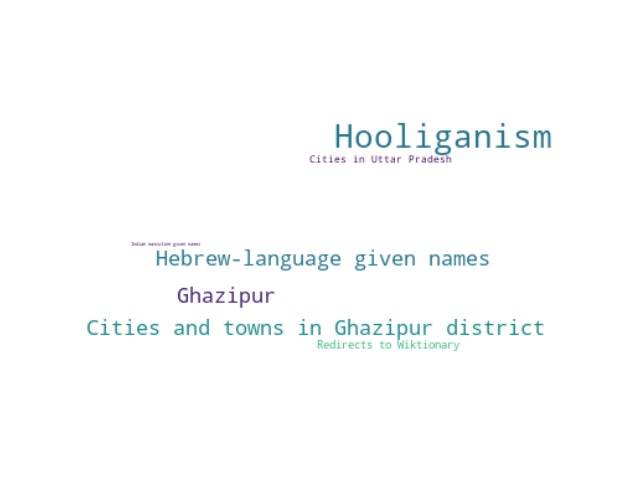 Hooliganism
Cities in Uttar Pradesh
Indian masculine given names
Hebrew-language given names
Ghazipur
Cities and towns in Ghazipur district
Redirects to Wiktionary